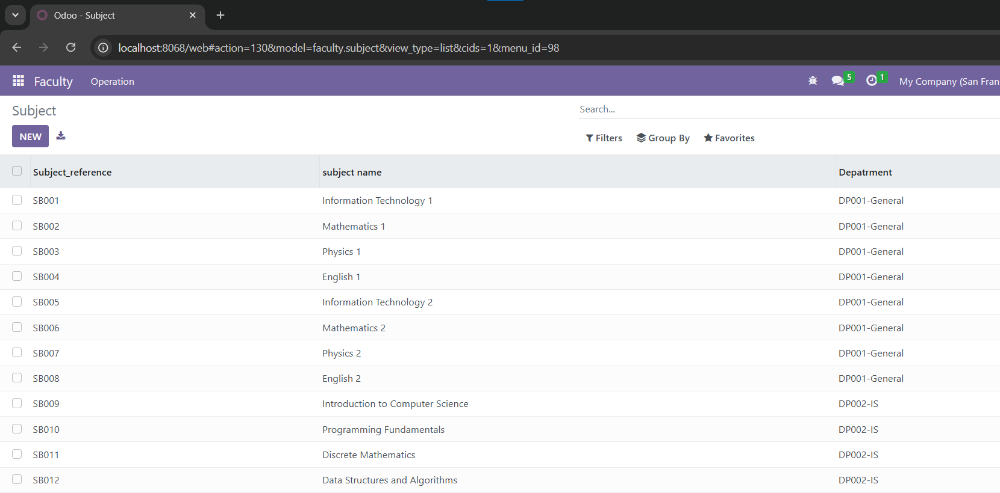 Odoo - Subject
localhost:8068/web#action=130&model=faculty.subject&view_type=list&cids=1&menu_id=98
Faculty Operation 5 1 My Company (San Fran
Subject Search...
NEW Filters Group By Favorites
Subject_reference subject name Depatrment
SB001 Information Technology 1 DP001-General
SB002 Mathematics 1 DP001-General
SB003 Physics 1 DP001-General
SB004 English 1 DP001-General
SB005 Information Technology 2 DP001-General
SB006 Mathematics 2 DP001-General
SB007 Physics 2 DP001-General
SB008 English 2 DP001-General
SB009 Introduction to Computer Science DP002-IS
SB010 Programming Fundamentals DP002-IS
SB011 Discrete Mathematics DP002-IS
SB012 Data Structures and Algorithms DP002-IS